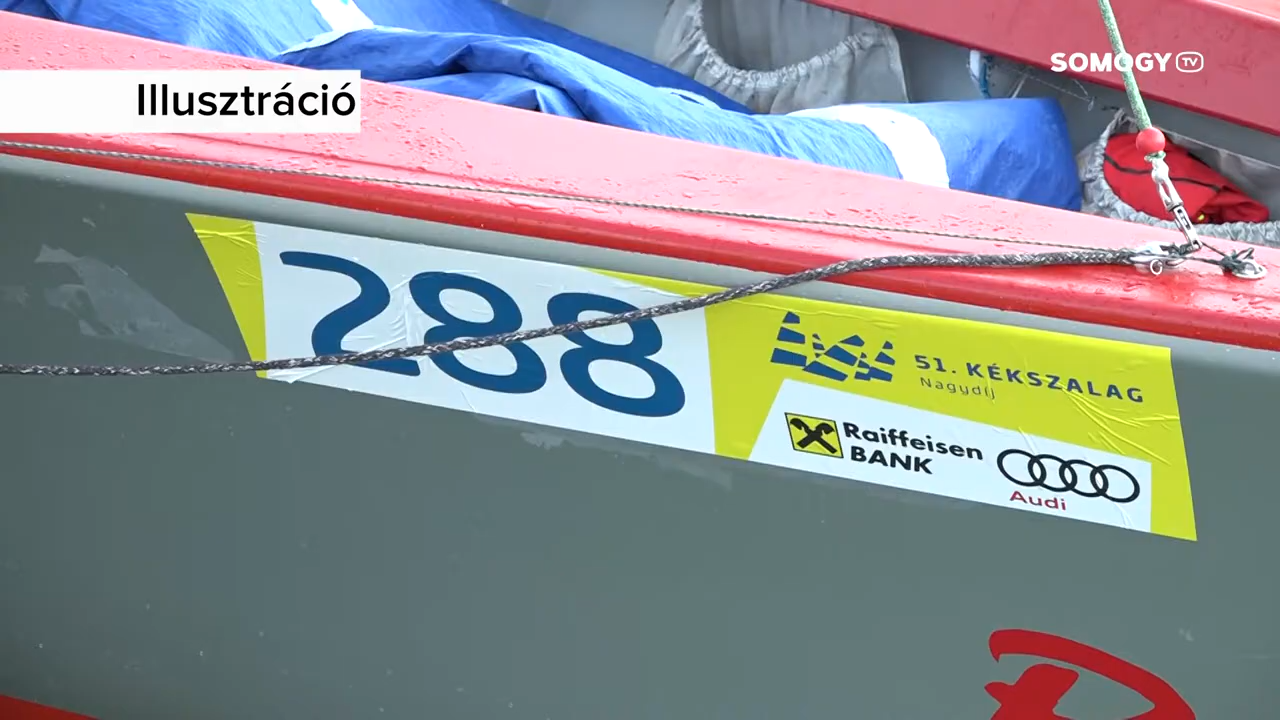 SOMOGY TV
Illusztráció
288
51. KÉKSZALAG
Nagydíj
Raiffeisen
BANK
Audi